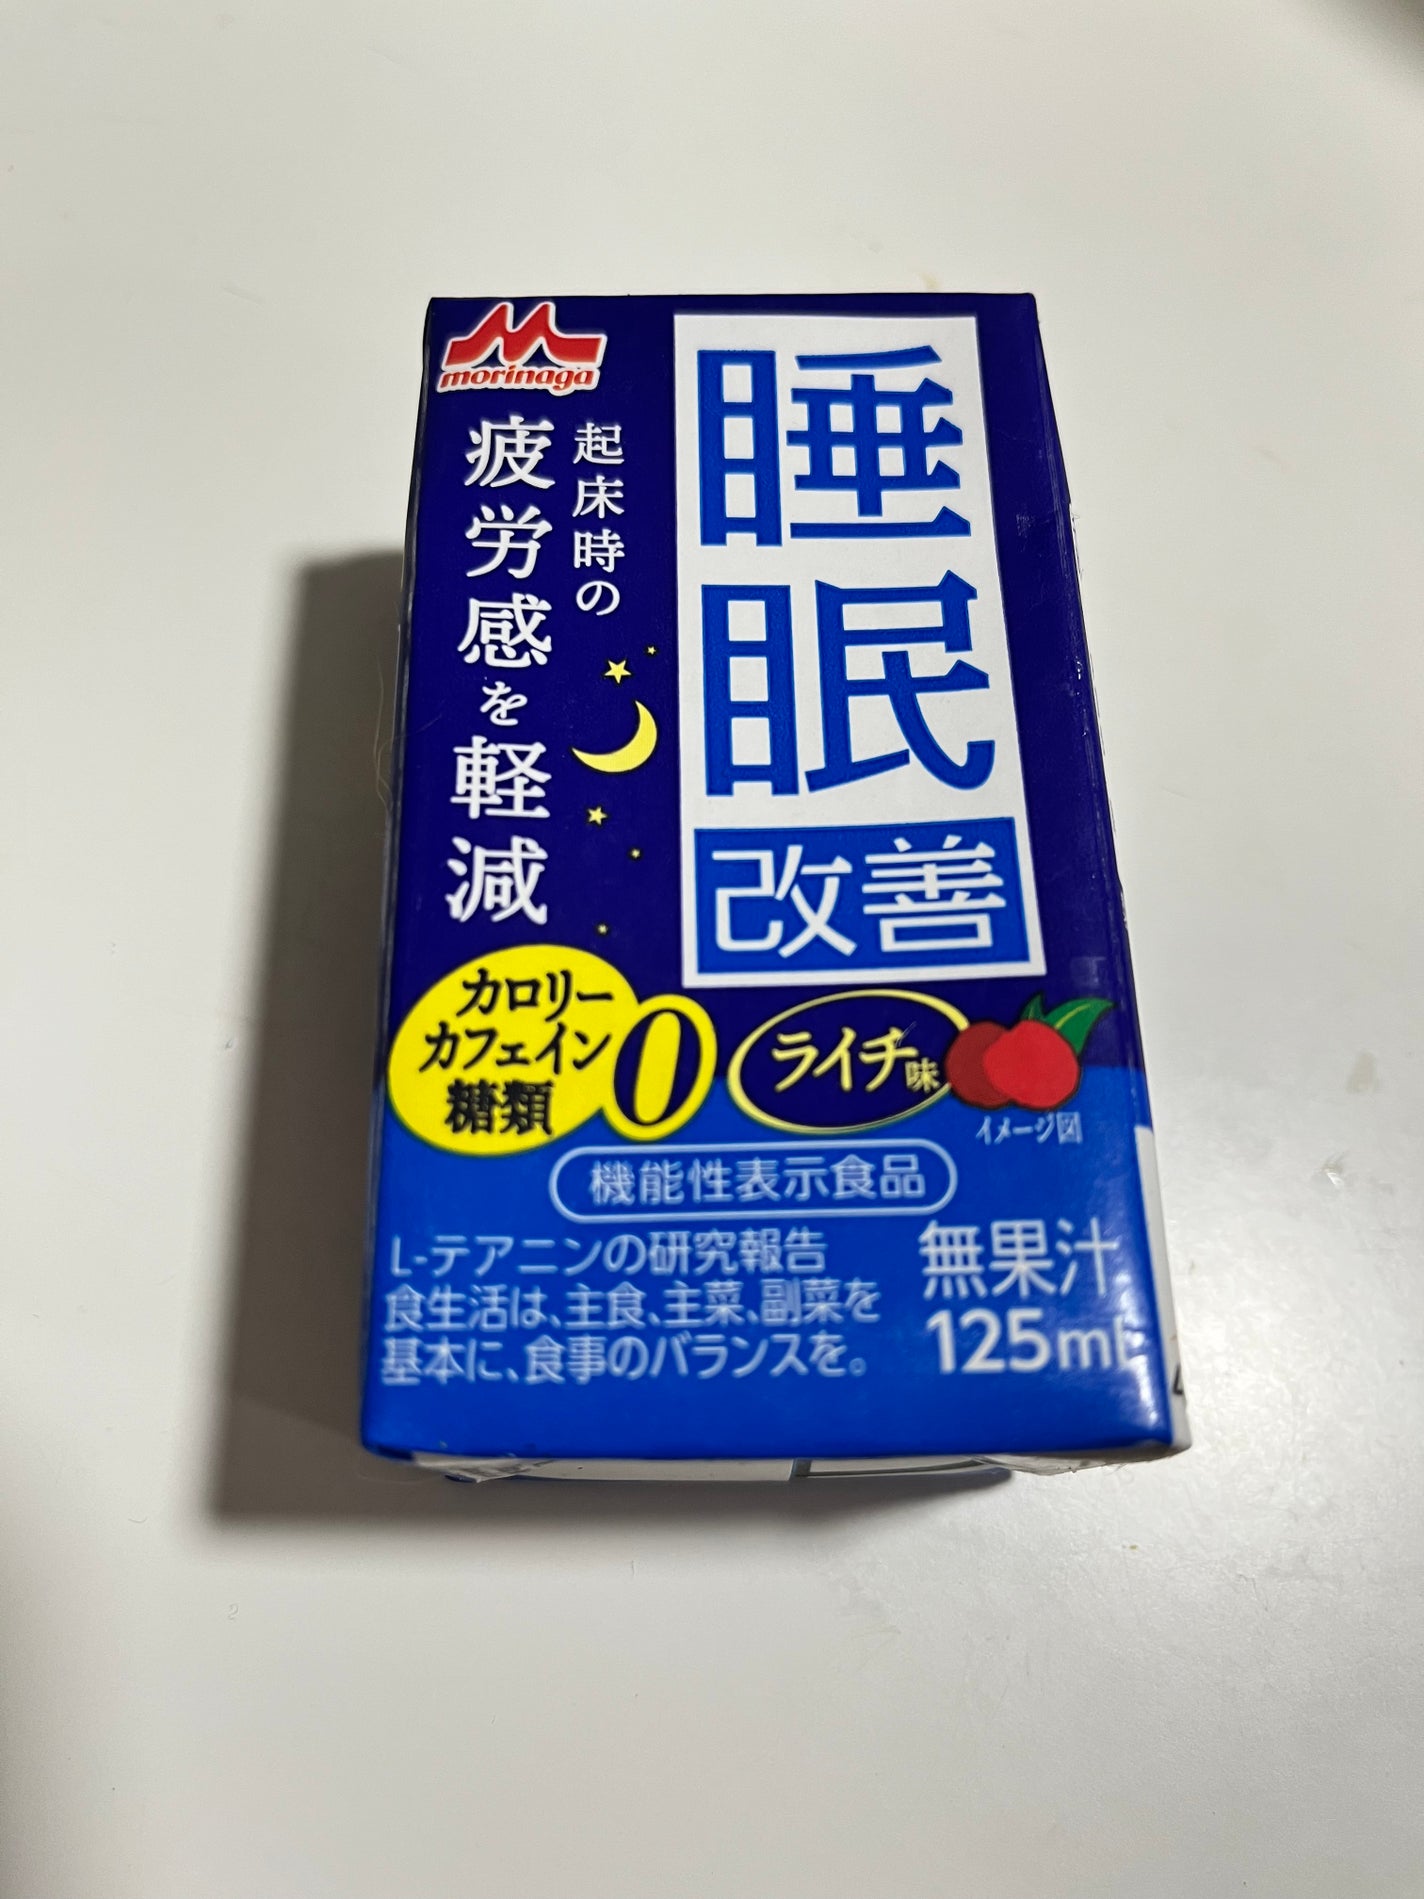 morinaga
睡眠
改善
起床時の
疲労感を軽減
カロリー
カフェイン
糖類
0
ライチ味
イメージ図
機能性表示食品
L-テアニンの研究報告
食生活は、主食、主菜、副菜を
基本に、食事のバランスを。
無果汁
125ml